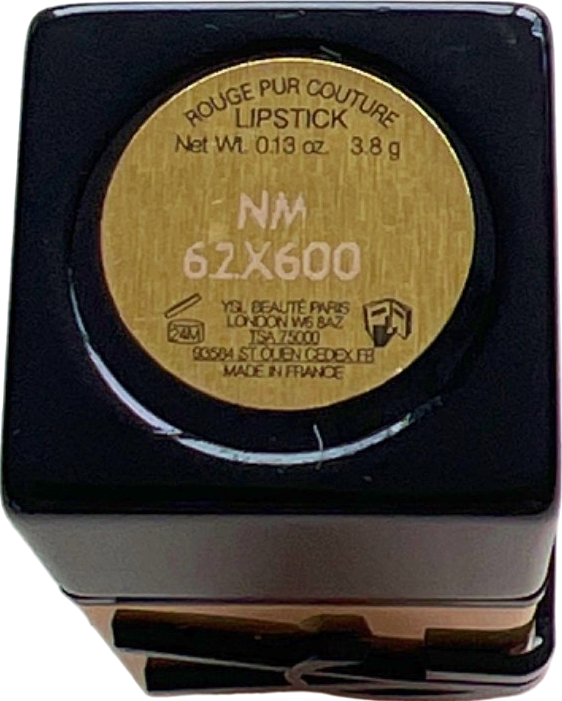 ROUGE PUR COUTURE
LIPSTICK
Net Wt. 0.13 oz. 3.8 g
NM
62X600
24M
YSL BEAUTÉ PARIS
LONDON W6 8AZ
TSA 75000
93584 ST OUEN CEDEX FR
MADE IN FRANCE